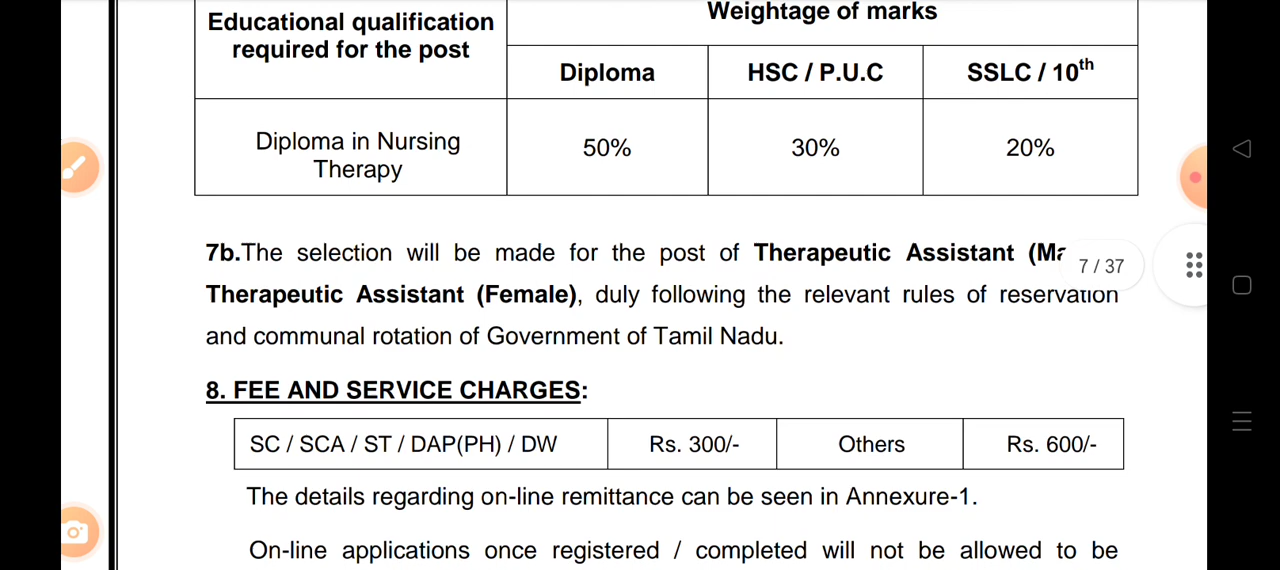 Educational qualification
required for the post
Weightage of marks
Diploma
HSC / P.U.C
SSLC / 10th
Diploma in Nursing
Therapy
50%
30%
20%
7b.The selection will be made for the post of Therapeutic Assistant
7 / 37
Therapeutic Assistant (Female), duly following the relevant rules of reservation
and communal rotation of Government of Tamil Nadu.
8. FEE AND SERVICE CHARGES:
SC / SCA / ST / DAP(PH) / DW
Rs. 300/-
Others
Rs. 600/-
The details regarding on-line remittance can be seen in Annexure-1.
On-line applications once registered / completed will not be allowed to be